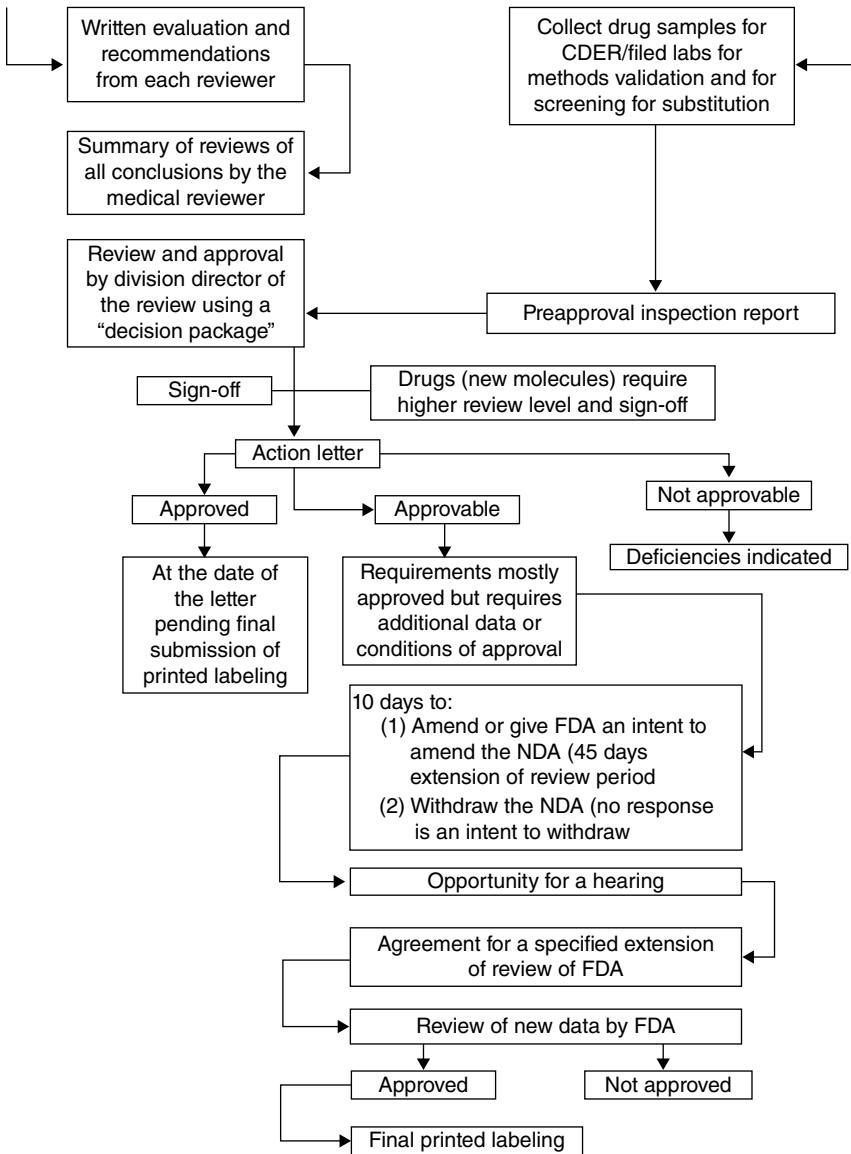 Written evaluation and
recommendations
from each reviewer
Collect drug samples for
CDER/filed labs for
methods validation and for
screening for substitution
Summary of reviews of
all conclusions by the
medical reviewer
Review and approval
by division director of
the review using a
“decision package”
Preapproval inspection report
Sign-off
Drugs (new molecules) require
higher review level and sign-off
Action letter
Approved
Approvable
Not approvable
Deficiencies indicated
At the date of
the letter
pending final
submission of
printed labeling
Requirements mostly
approved but requires
additional data or
conditions of approval
10 days to:
(1) Amend or give FDA an intent to
amend the NDA (45 days
extension of review period
(2) Withdraw the NDA (no response
is an intent to withdraw
Opportunity for a hearing
Agreement for a specified extension
of review of FDA
Review of new data by FDA
Approved
Not approved
Final printed labeling